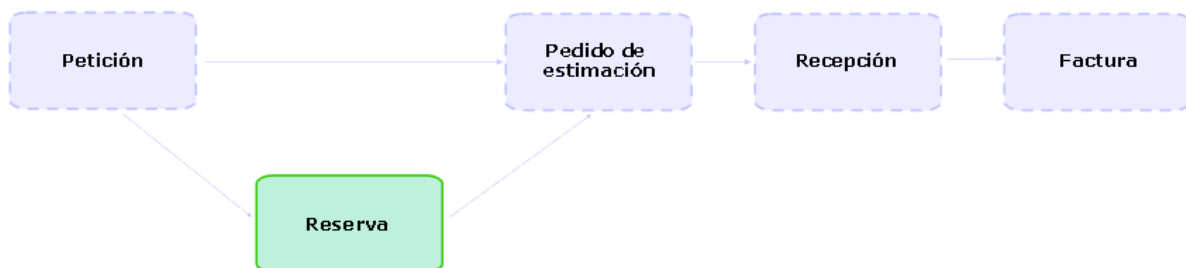 Petición
Pedido de
estimación
Recepción
Factura
Reserva